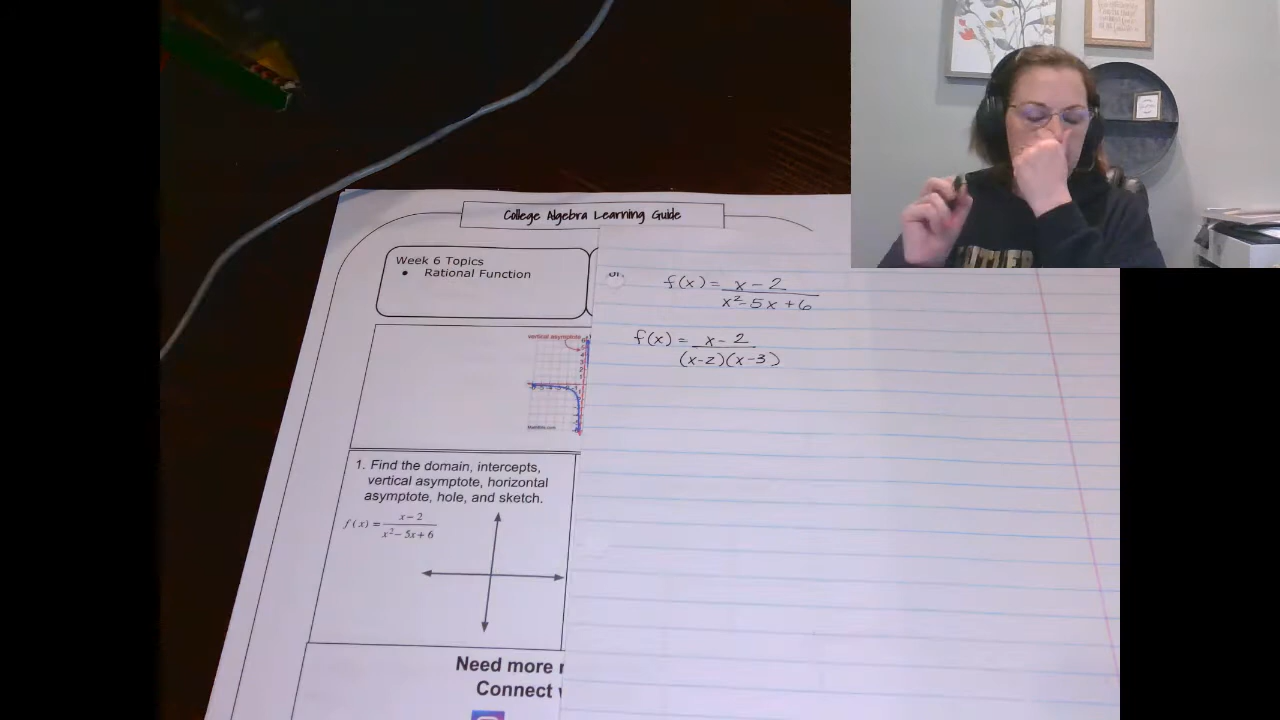 College Algebra Learning Guide
Week 6 Topics
• Rational Function
f(x) = x - 2
x² - 5x + 6
f(x) = x - 2
(x-2)(x-3)
vertical asymptote
1. Find the domain, intercepts,
vertical asymptote, horizontal
asymptote, hole, and sketch.
f(x) = x - 2
x² - 5x + 6
Need more
Connect